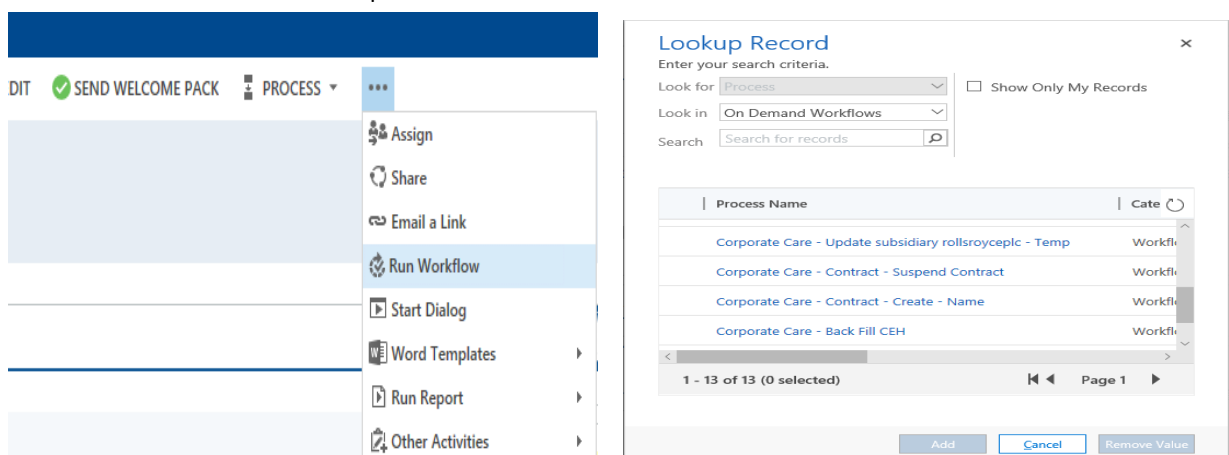 DIT SEND WELCOME PACK PROCESS
Assign
Share
Email a Link
Run Workflow
Start Dialog
Word Templates
Run Report
Other Activities
Lookup Record
Enter your search criteria.
Look for Process
Show Only My Records
Look in On Demand Workflows
Search Search for records
Process Name Cate
Corporate Care - Update subsidiary rollsroyceplc - Temp Workfl
Corporate Care - Contract - Suspend Contract Workfl
Corporate Care - Contract - Create - Name Workfl
Corporate Care - Back Fill CEH Workfl
1 - 13 of 13 (0 selected) Page 1
Add Cancel Remove Value